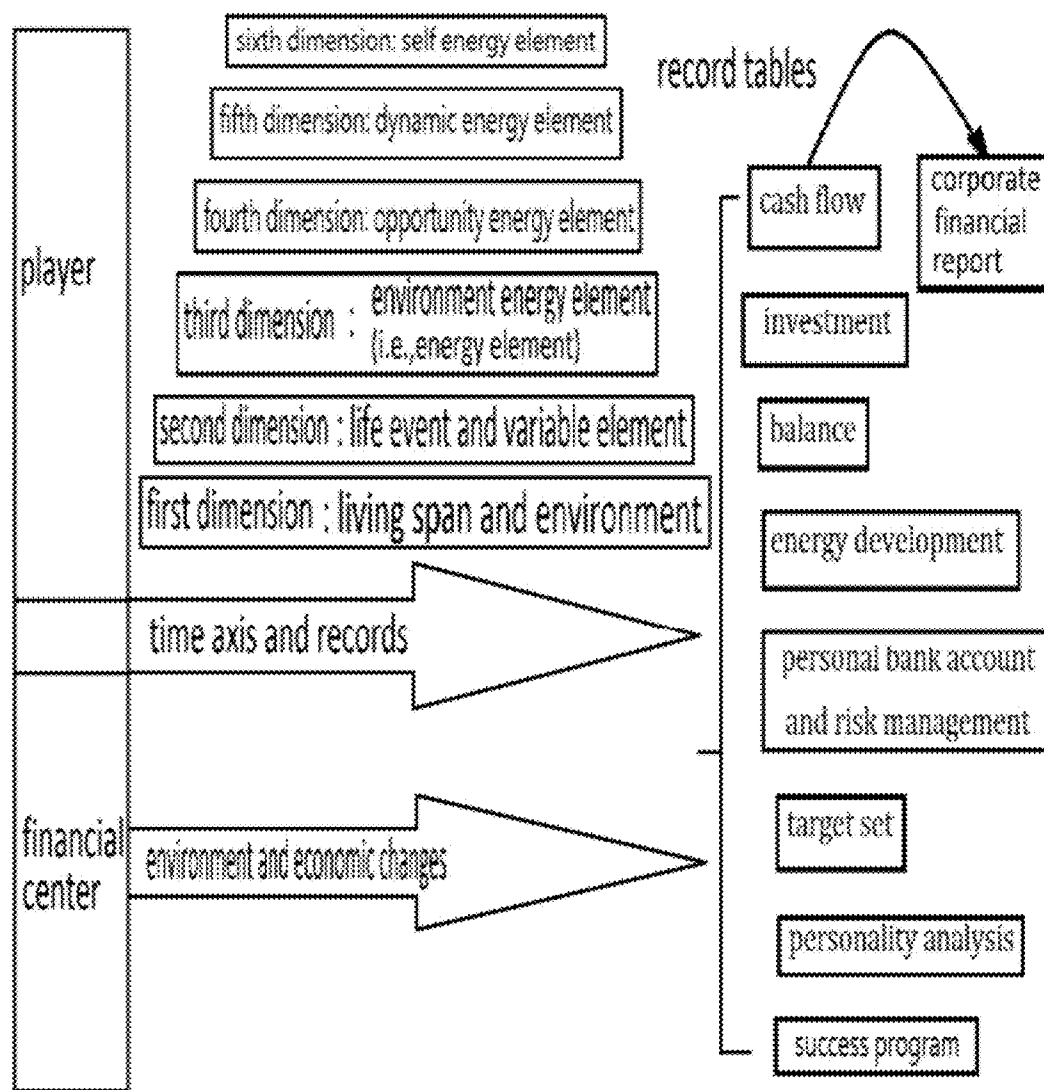 player
financial
center
sixth dimension: self energy element
fifth dimension: dynamic energy element
fourth dimension: opportunity energy element
third dimension : environment energy element
(i.e.,energy element)
second dimension : life event and variable element
first dimension : living span and environment
time axis and records
environment and economic changes
record tables
cash flow
corporate
financial
report
investment
balance
energy development
personal bank account
and risk management
target set
personality analysis
success program